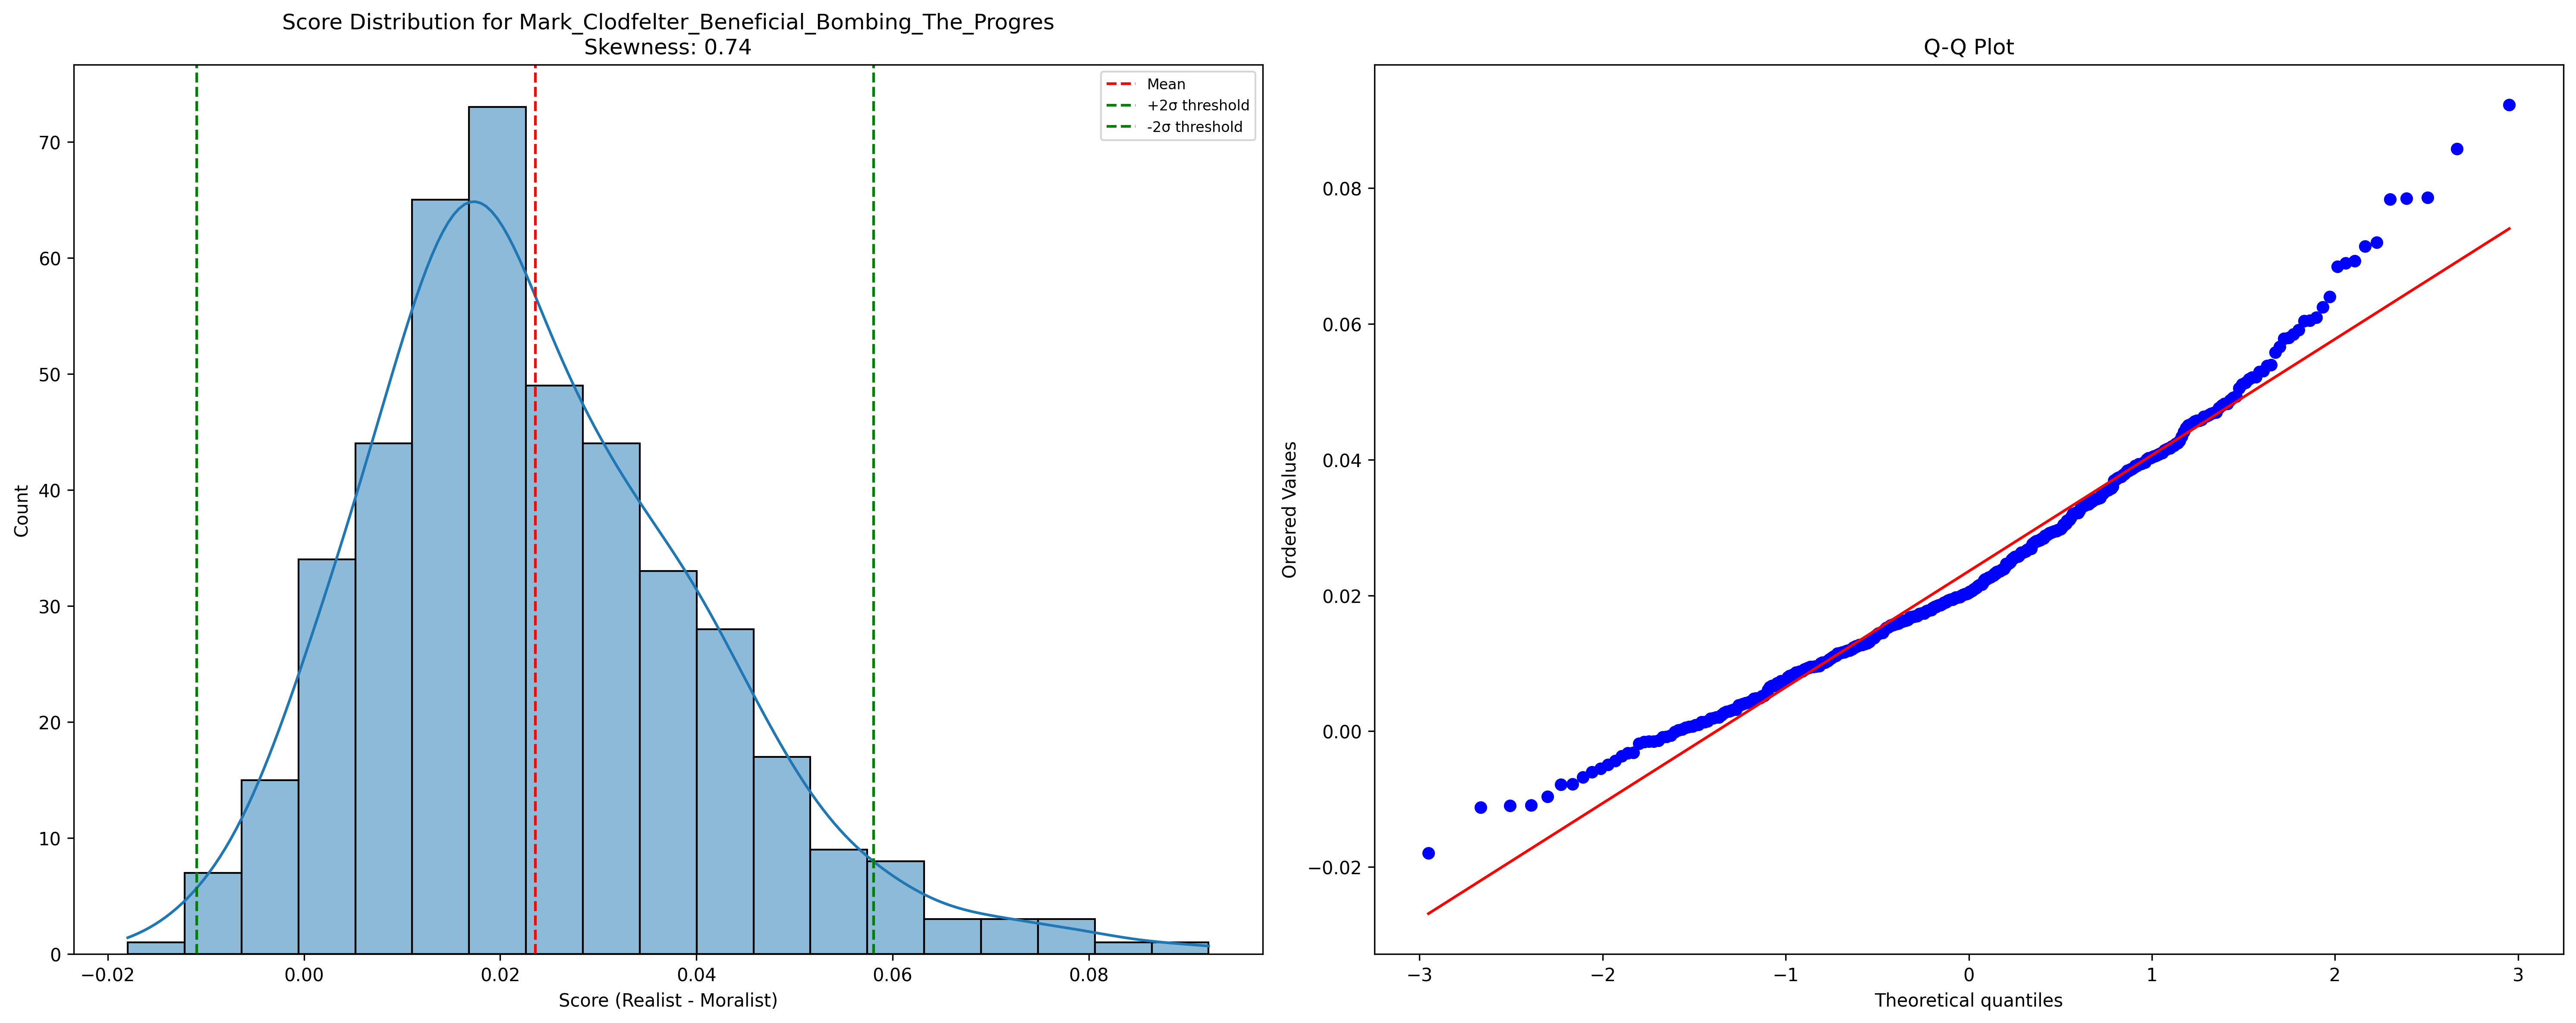 Score Distribution for Mark_Clodfelter_Beneficial_Bombing_The_Progres
Skewness: 0.74
Mean
+2σ threshold
-2σ threshold
Count
70
60
50
40
30
20
10
0
−0.02
0.00
0.02
0.04
0.06
0.08
Score (Realist - Moralist)
Q-Q Plot
Ordered Values
0.08
0.06
0.04
0.02
0.00
−0.02
−3
−2
−1
0
1
2
3
Theoretical quantiles